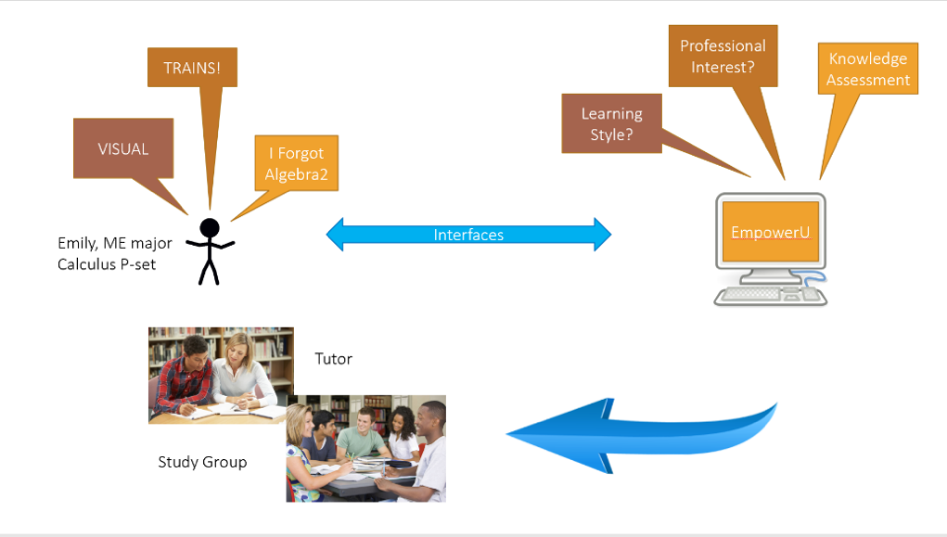 TRAINS!
VISUAL
I Forgot
Algebra2
Emily, ME major
Calculus P-set
Interfaces
Professional
Interest?
Knowledge
Assessment
Learning
Style?
EmpowerU
Tutor
Study Group